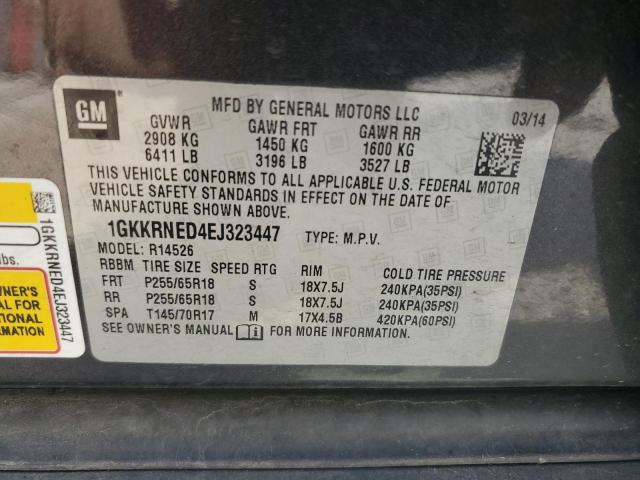 GM
MFD BY GENERAL MOTORS LLC
03/14
GVWR GAWR FRT GAWR RR
2908 KG 1450 KG 1600 KG
6411 LB 3196 LB 3527 LB
THIS VEHICLE CONFORMS TO ALL APPLICABLE U.S. FEDERAL MOTOR
VEHICLE SAFETY STANDARDS IN EFFECT ON THE DATE OF
MANUFACTURE SHOWN ABOVE.
1GKKRNED4EJ323447 TYPE: M.P.V.
MODEL: R14526
RBBM TIRE SIZE SPEED RTG RIM COLD TIRE PRESSURE
FRT P255/65R18 S 18X7.5J 240KPA(35PSI)
RR P255/65R18 S 18X7.5J 240KPA(35PSI)
SPA T145/70R17 M 17X4.5B 420KPA(60PSI)
SEE OWNER'S MANUAL FOR MORE INFORMATION.
1GKKRNED4EJ323447
lbs.
WNER'S
AL FOR
TIONAL
RMATION